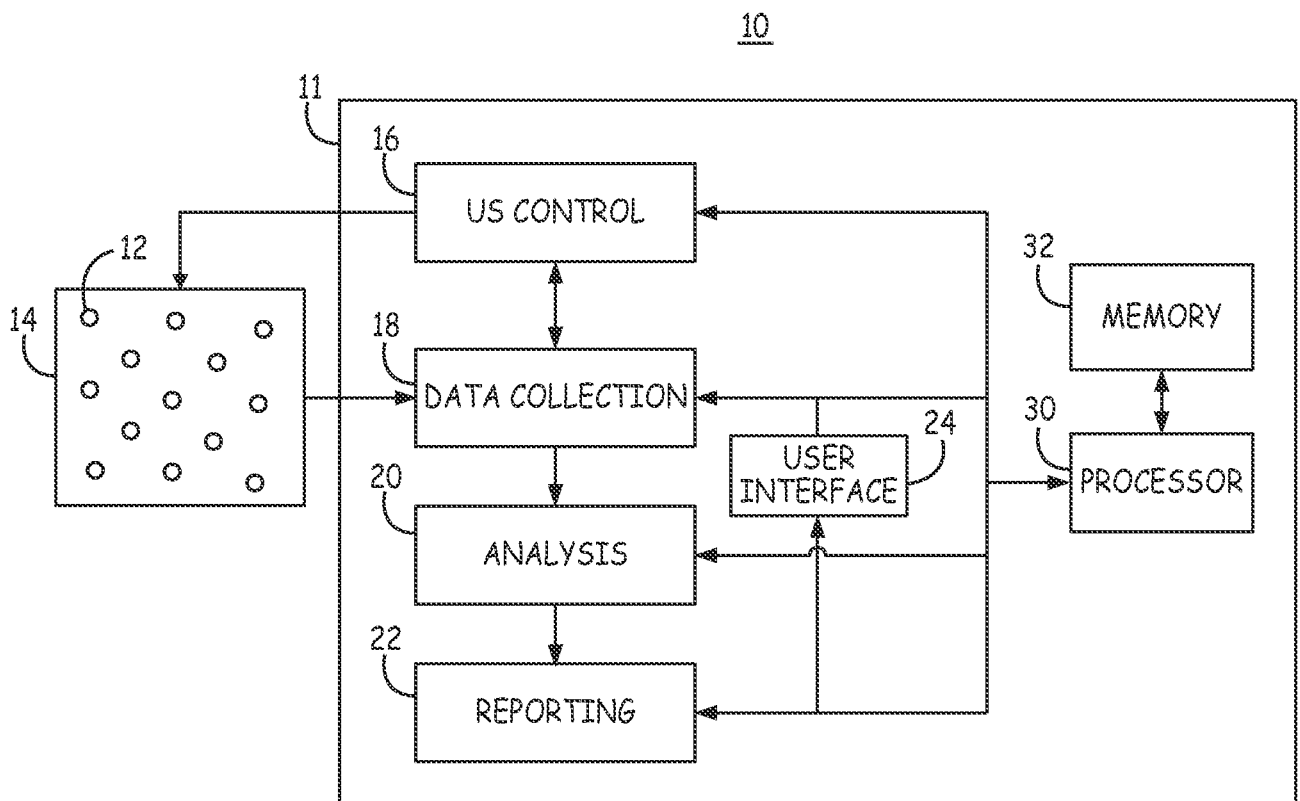 10
11
16
US CONTROL
12
14
32
MEMORY
18
DATA COLLECTION
24
USER
INTERFACE
30
PROCESSOR
20
ANALYSIS
22
REPORTING